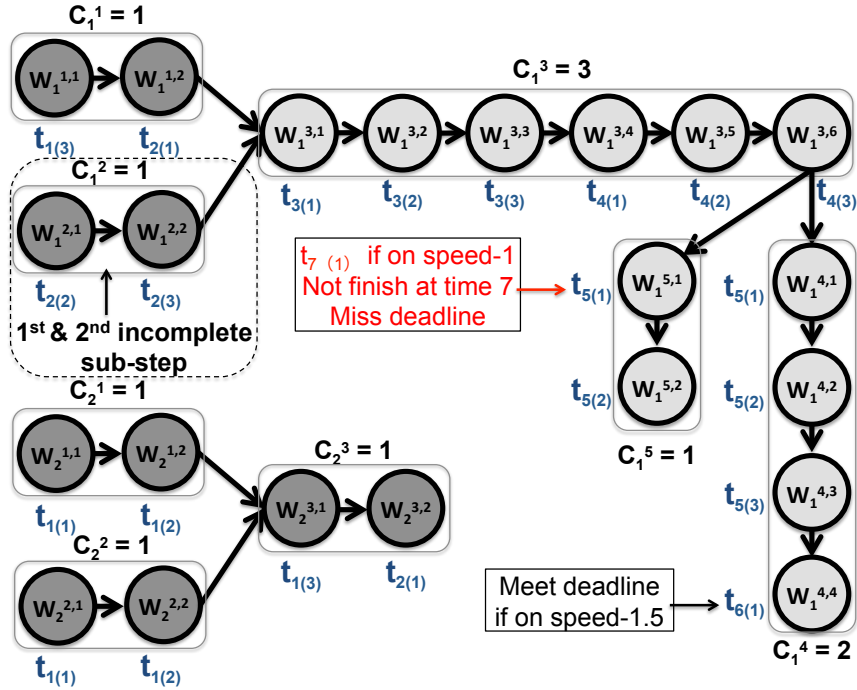 C₁¹ = 1
W₁¹,¹ W₁¹,²
t₁₍₃₎ t₂₍₁₎
C₁² = 1
W₁²,¹ W₁²,²
t₂₍₂₎ t₂₍₃₎
1st & 2nd incomplete
sub-step
C₁³ = 3
W₁³,¹ W₁³,² W₁³,³ W₁³,⁴ W₁³,⁵ W₁³,⁶
t₃₍₁₎ t₃₍₂₎ t₃₍₃₎ t₄₍₁₎ t₄₍₂₎ t₄₍₃₎
t₇ ₍₁₎ if on speed-1
Not finish at time 7
Miss deadline
t₅₍₁₎ W₁⁵,¹
t₅₍₂₎ W₁⁵,²
C₁⁵ = 1
t₅₍₁₎ W₁⁴,¹
t₅₍₂₎ W₁⁴,²
t₅₍₃₎ W₁⁴,³
t₆₍₁₎ W₁⁴,⁴
C₁⁴ = 2
Meet deadline
if on speed-1.5
C₂¹ = 1
W₂¹,¹ W₂¹,²
t₁₍₁₎ t₁₍₂₎
C₂² = 1
W₂²,¹ W₂²,²
t₁₍₁₎ t₁₍₂₎
C₂³ = 1
W₂³,¹ W₂³,²
t₁₍₃₎ t₂₍₁₎